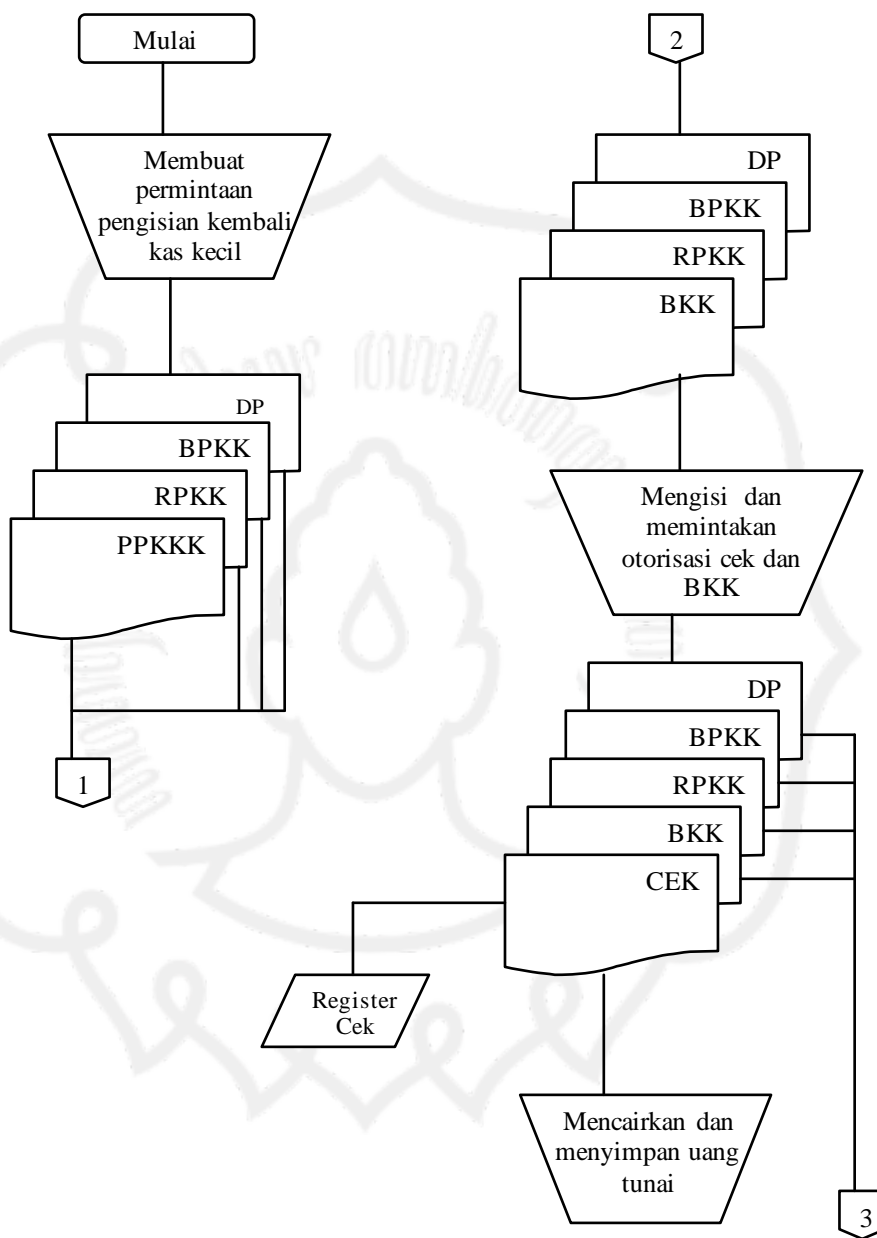 Mulai
Membuat
permintaan
pengisian kembali
kas kecil
DP
BPKK
RPKK
PPKKK
1
2
DP
BPKK
RPKK
BKK
Mengisi dan
memintakan
otorisasi cek dan
BKK
DP
BPKK
RPKK
BKK
CEK
Register
Cek
Mencairkan dan
menyimpan uang
tunai
3